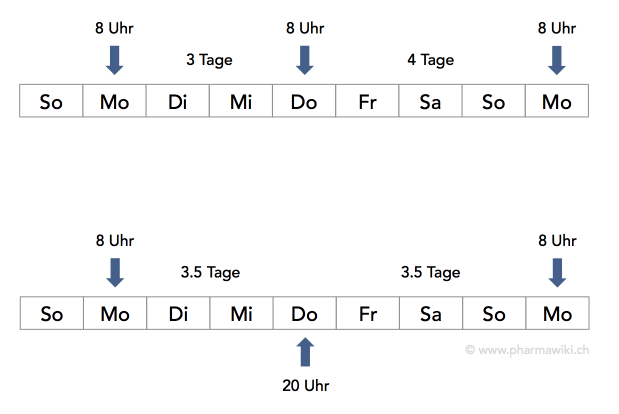 8 Uhr 8 Uhr 8 Uhr
3 Tage 4 Tage
So Mo Di Mi Do Fr Sa So Mo
8 Uhr 8 Uhr
3.5 Tage 3.5 Tage
So Mo Di Mi Do Fr Sa So Mo
© www.pharmawiki.ch
20 Uhr